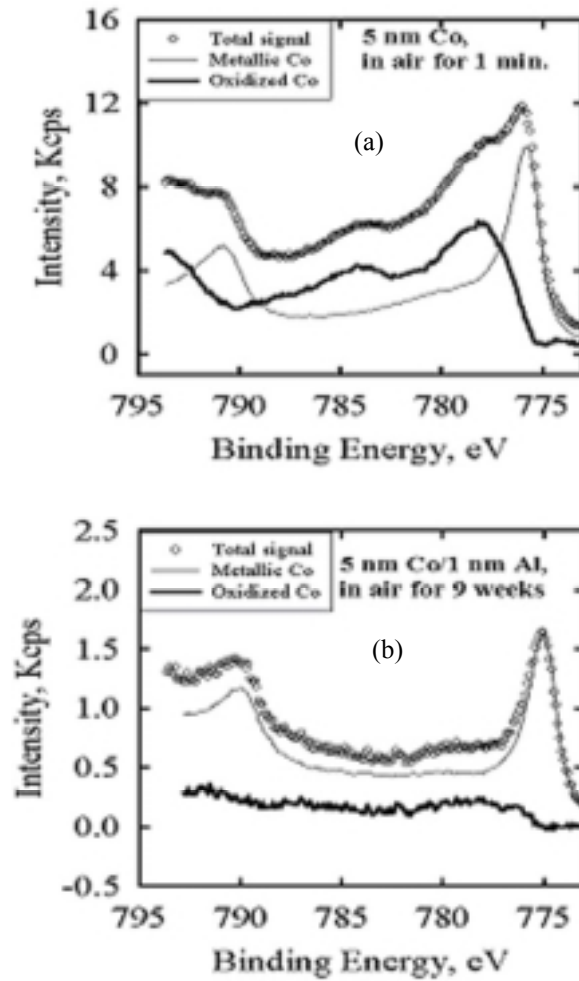 16
12
8
4
0
Intensity, Kcps
Total signal
Metallic Co
Oxidized Co
5 nm Co,
in air for 1 min.
(a)
795 790 785 780 775
Binding Energy, eV
2.5
2.0
1.5
1.0
0.5
0.0
-0.5
Intensity, Kcps
Total signal
Metallic Co
Oxidized Co
5 nm Co/1 nm Al,
in air for 9 weeks
(b)
795 790 785 780 775
Binding Energy, eV